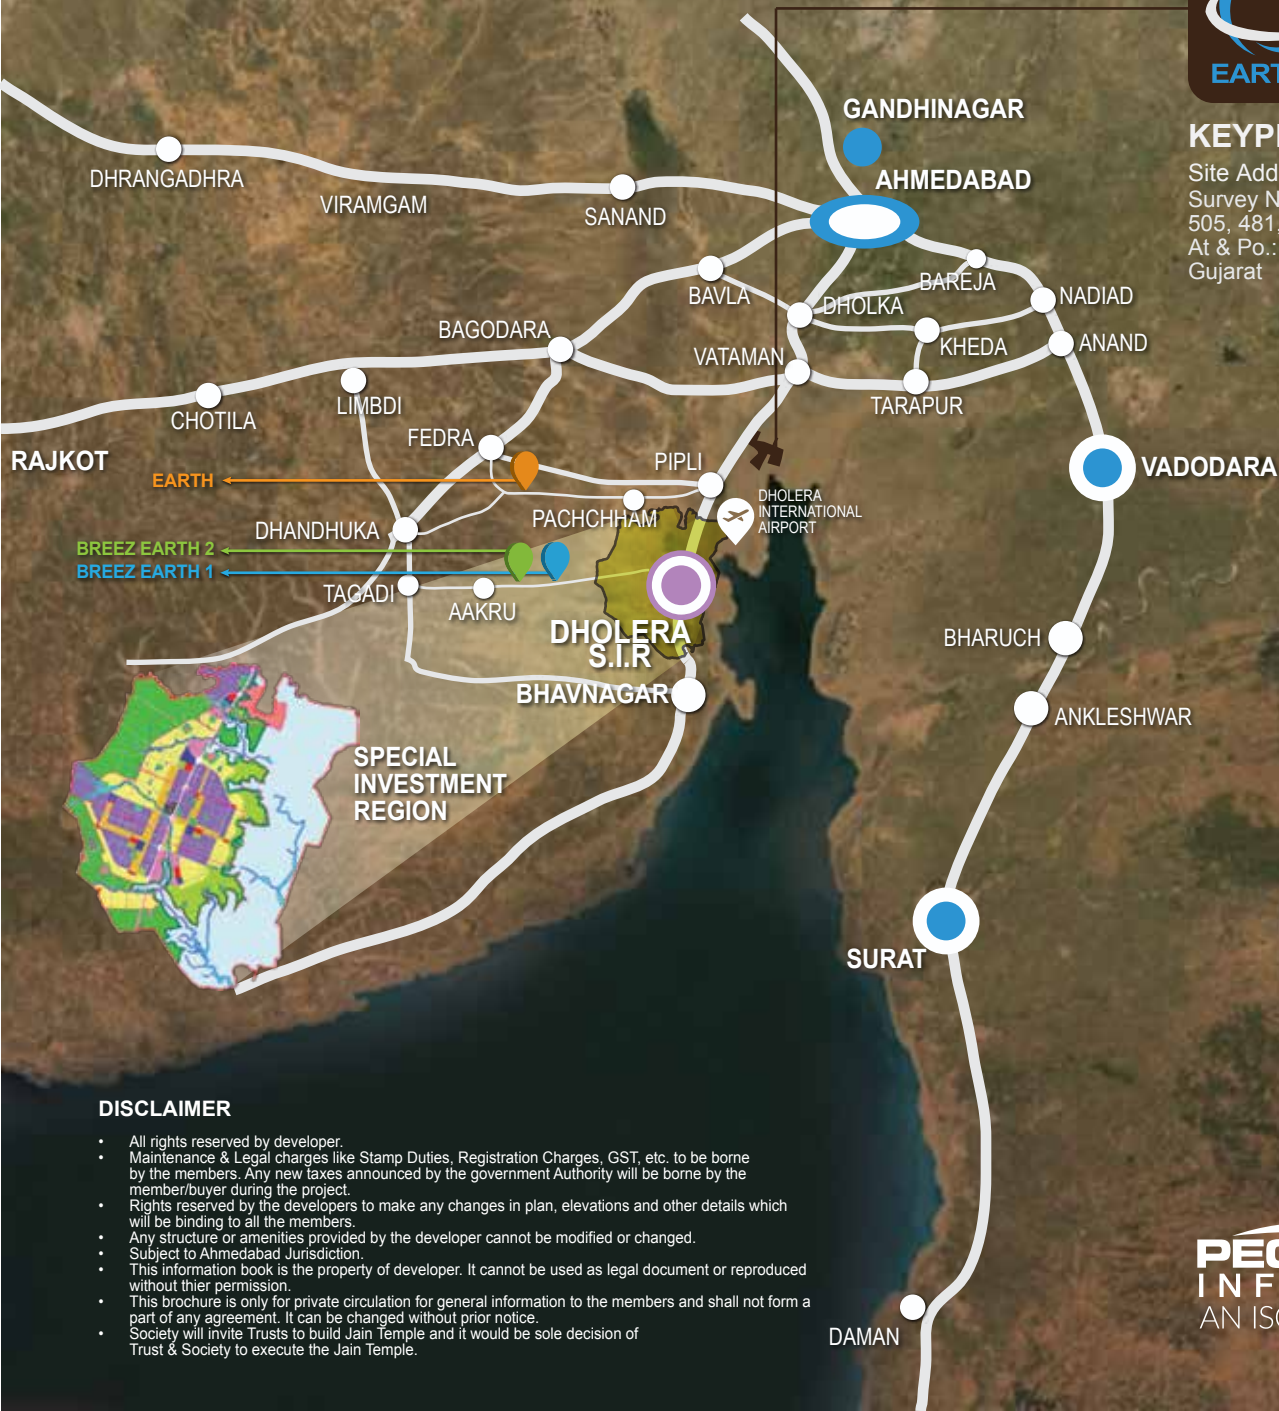 GANDHINAGAR
AHMEDABAD
DHRANGADHRA
VIRAMGAM
SANAND
KEYP
Site Add
Survey N
505, 481,
At & Po.:
Gujarat
BAVLA
BAREJA
DHOLKA
NADIAD
BAGODARA
VATAMAN
KHEDA
ANAND
CHOTILA
LIMBDI
TARAPUR
RAJKOT
FEDRA
PIPLI
VADODARA
EARTH
PACHCHHAM
DHOLERA
INTERNATIONAL
AIRPORT
DHANDHUKA
BREEZ EARTH 2
BREEZ EARTH 1
TAGADI
AAKRU
DHOLERA
S.I.R
BHAVNAGAR
BHARUCH
ANKLESHWAR
SPECIAL
INVESTMENT
REGION
SURAT
DISCLAIMER
• All rights reserved by developer.
• Maintenance & Legal charges like Stamp Duties, Registration Charges, GST, etc. to be borne
by the members. Any new taxes announced by the government Authority will be borne by the
member/buyer during the project.
• Rights reserved by the developers to make any changes in plan, elevations and other details which
will be binding to all the members.
• Any structure or amenities provided by the developer cannot be modified or changed.
• Subject to Ahmedabad Jurisdiction.
• This information book is the property of developer. It cannot be used as legal document or reproduced
without thier permission.
• This brochure is only for private circulation for general information to the members and shall not form a
part of any agreement. It can be changed without prior notice.
• Society will invite Trusts to build Jain Temple and it would be sole decision of
Trust & Society to execute the Jain Temple.
DAMAN
INF
AN ISO